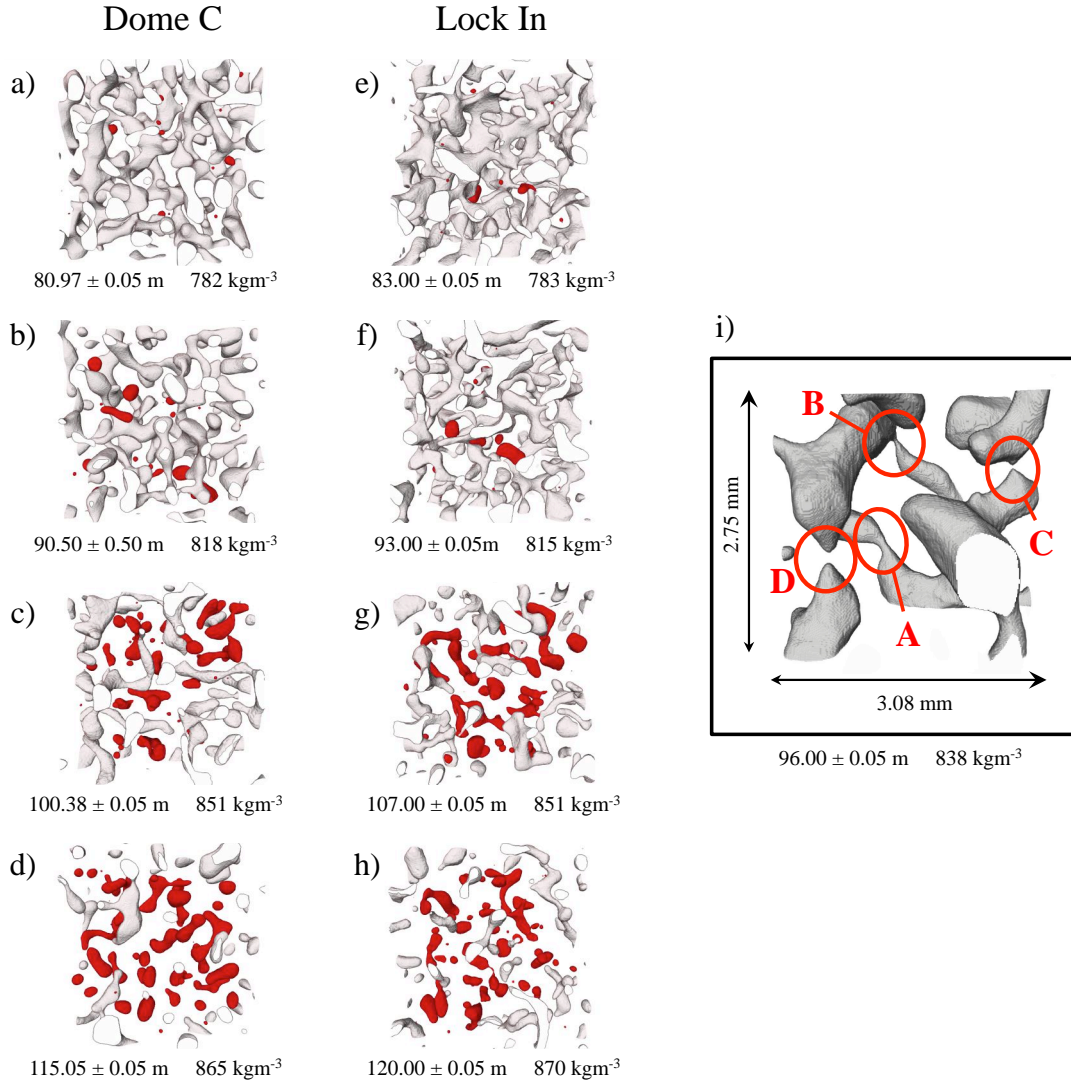 Dome C
Lock In
a)
e)
80.97 ± 0.05 m 782 kgm-3
83.00 ± 0.05 m 783 kgm-3
b)
f)
90.50 ± 0.50 m 818 kgm-3
93.00 ± 0.05m 815 kgm-3
c)
g)
100.38 ± 0.05 m 851 kgm-3
107.00 ± 0.05 m 851 kgm-3
d)
h)
115.05 ± 0.05 m 865 kgm-3
120.00 ± 0.05 m 870 kgm-3
i)
B
C
D
A
2.75 mm
3.08 mm
96.00 ± 0.05 m 838 kgm-3